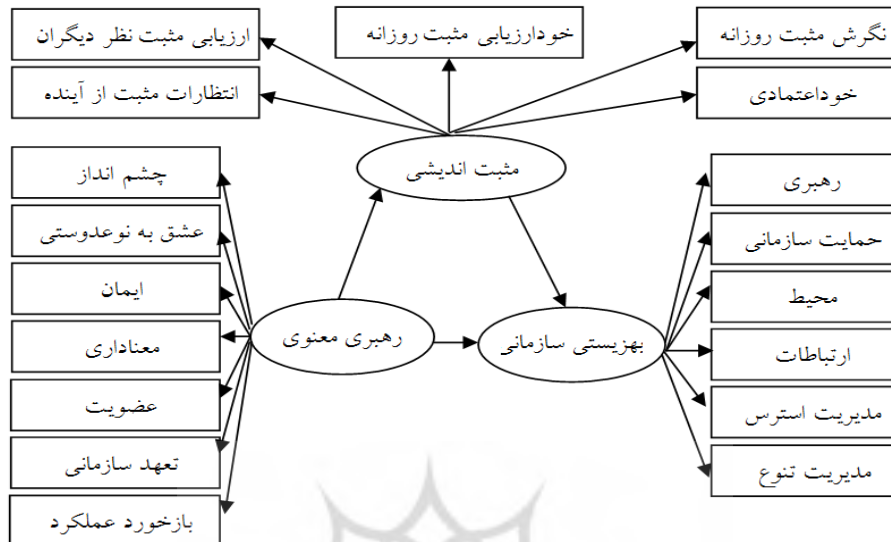 نگرش مثبت روزانه
خودارزیابی مثبت روزانه
ارزیابی مثبت نظر دیگران
خوداعتمادی
انتظارات مثبت از آینده
مثبت اندیشی
رهبری
حمایت سازمانی
محیط
ارتباطات
مدیریت استرس
مدیریت تنوع
بهزیستی سازمانی
رهبری معنوی
چشم انداز
عشق به نوعدوستی
ایمان
معناداری
عضویت
تعهد سازمانی
بازخورد عملکرد